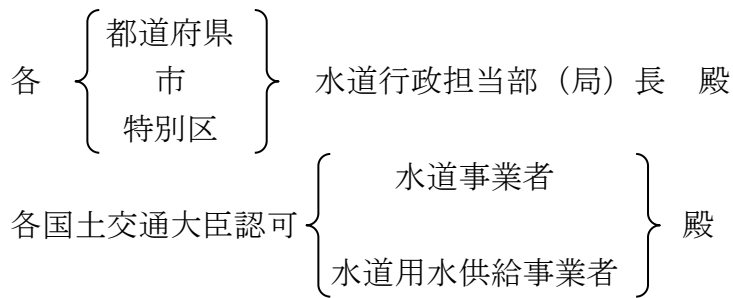 都道府県
各 市 水道行政担当部（局）長 殿
特別区
水道事業者
各国土交通大臣認可 殿
水道用水供給事業者